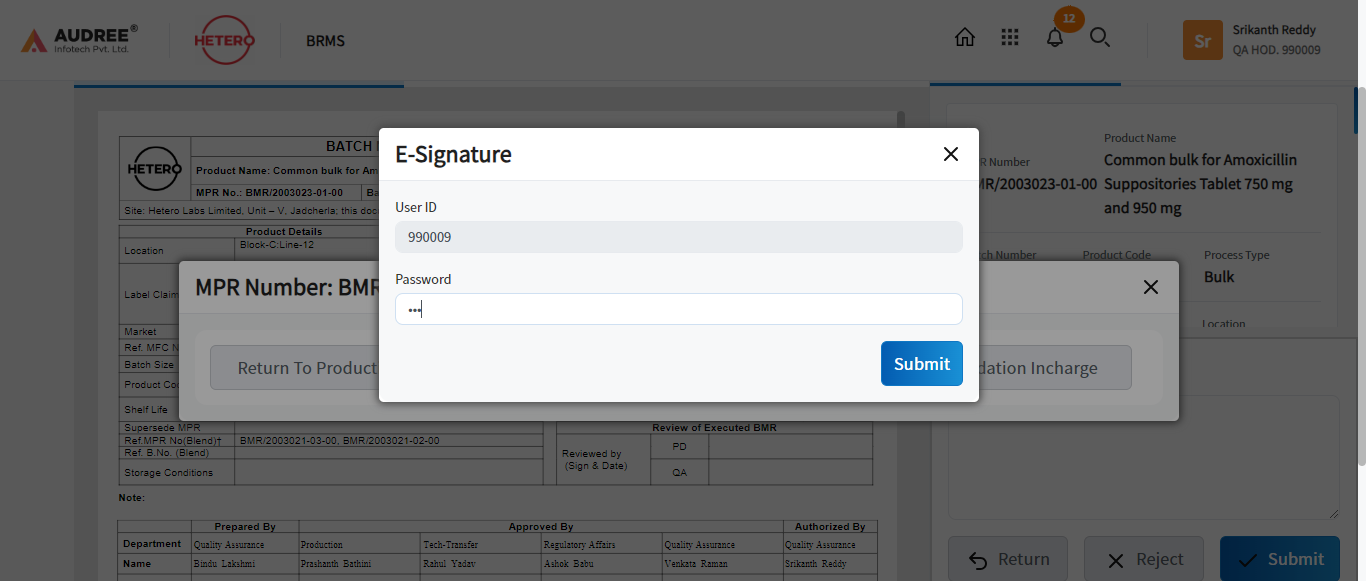 AUDREE®
Infotech Pvt. Ltd.
HETERO
BRMS
12
Sr
Srikanth Reddy
QA HOD. 990009
HETERO
BATCH
Product Name: Common bulk for Am
MPR No.: BMR/2003023-01-00
Ba
Site: Hetero Labs Limited, Unit – V, Jadcherla; this doc
Product Details
Location
Block-C:Line-12
Label Claim
Market
Ref. MFC N
Batch Size
Product Co
Shelf Life
Supersede MPR
Ref.MPR No(Blend)† BMR/2003021-03-00, BMR/2003021-02-00
Ref. B.No. (Blend)
Storage Conditions
Review of Executed BMR
Reviewed by
(Sign & Date)
PD
QA
Note:
Prepared By Approved By Authorized By
Department Quality Assurance Production Tech-Transfer Regulatory Affairs Quality Assurance Quality Assurance
Name Bindu Lakshmi Prashanth Bathini Rahul Yadav Ashok Babu Venkata Raman Srikanth Reddy
E-Signature
User ID
990009
Password
•••
Submit
MPR Number: BMR
Return To Product
dation Incharge
R Number
MR/2003023-01-00
Product Name
Common bulk for Amoxicillin
Suppositories Tablet 750 mg
and 950 mg
ch Number
Product Code
Process Type
Bulk
Location
Return
Reject
Submit